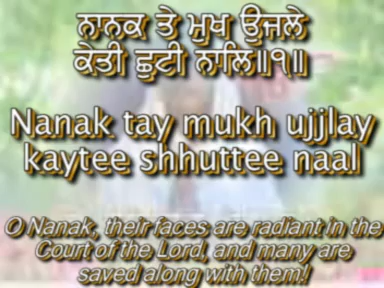 ਨਾਨਕ ਤੇ ਮੁਖ ਉਜਲੇ
ਕੇਤੀ ਛੁਟੀ ਨਾਲਿ॥੧॥
Nanak tay mukh ujjlay
kaytee shhuttee naal
O Nanak, their faces are radiant in the
Court of the Lord, and many are
saved along with them!